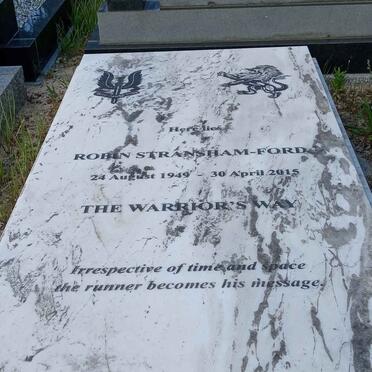 Here lies
ROBIN STRANSHAM-FORD
24 August 1949 - 30 April 2015
THE WARRIOR'S WAY
Irrespective of time and space
the runner becomes his message.